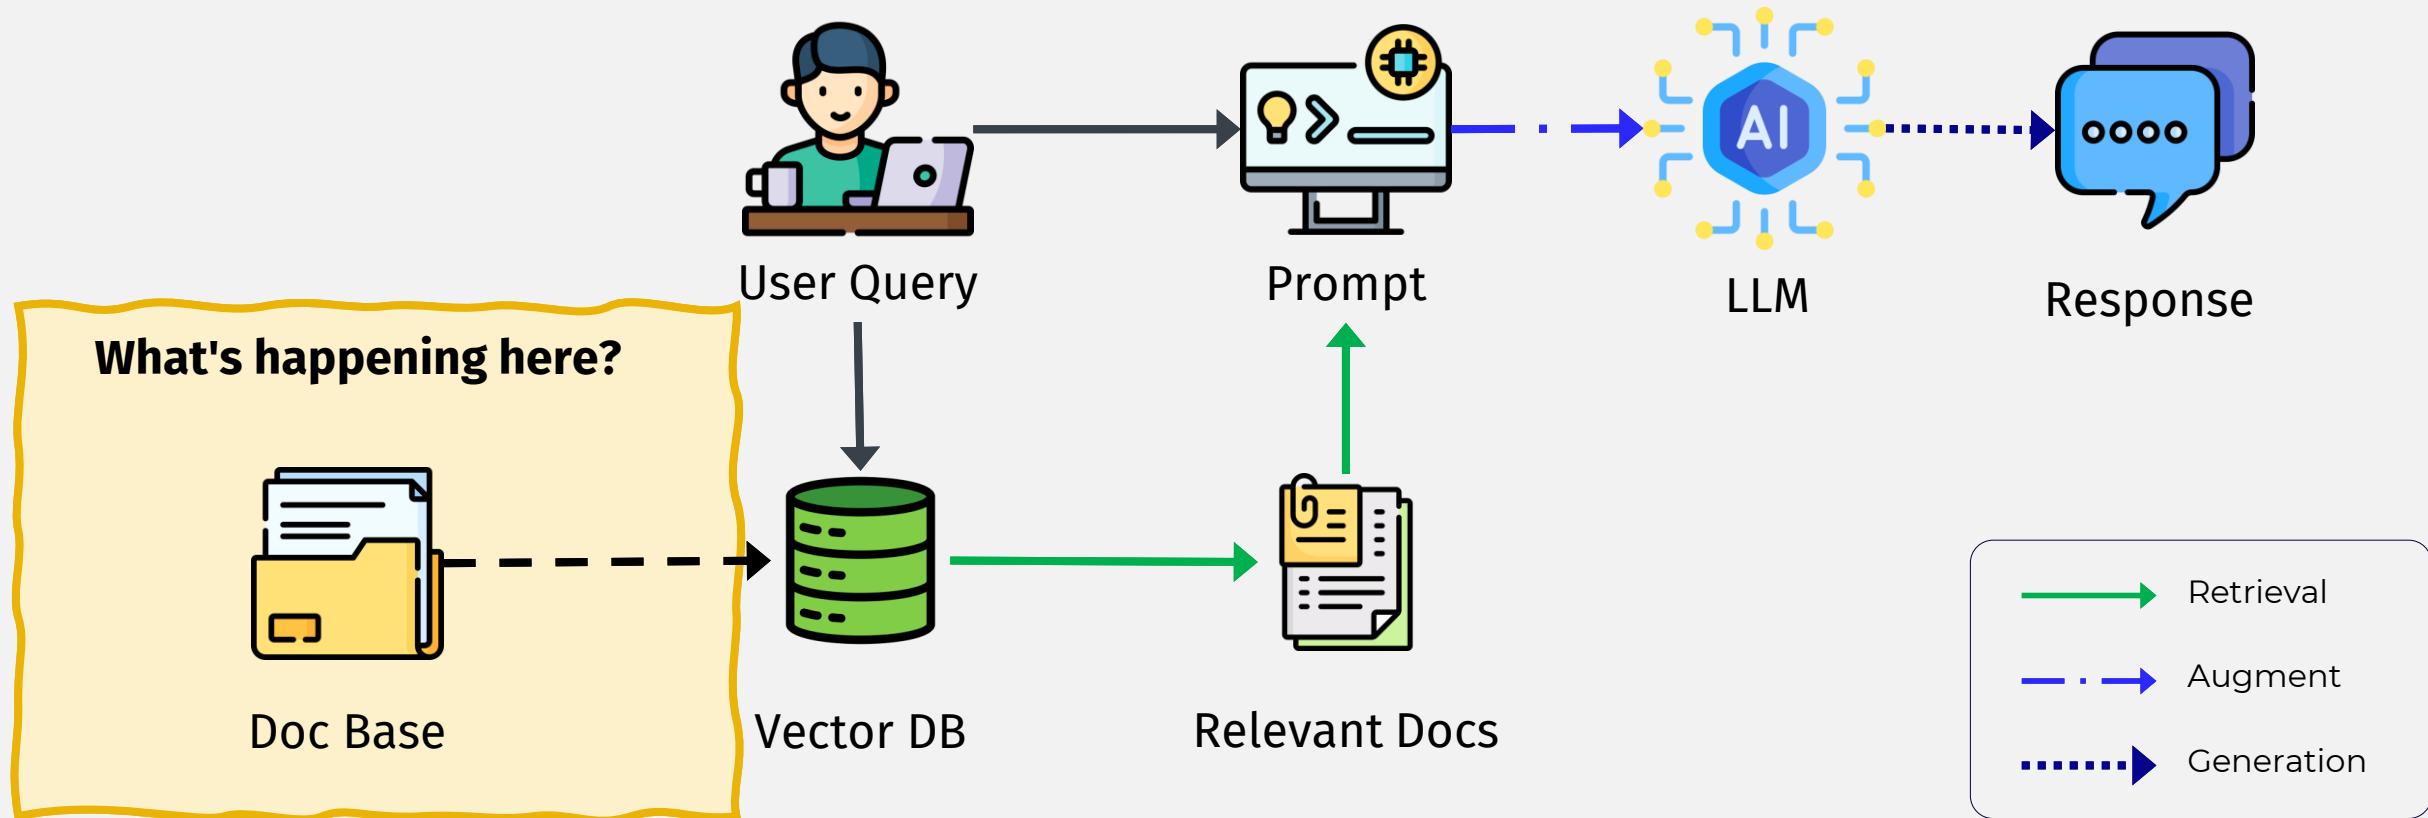 User Query
Prompt
LLM
Response
What's happening here?
Doc Base
Vector DB
Relevant Docs
Retrieval
Augment
Generation
AI